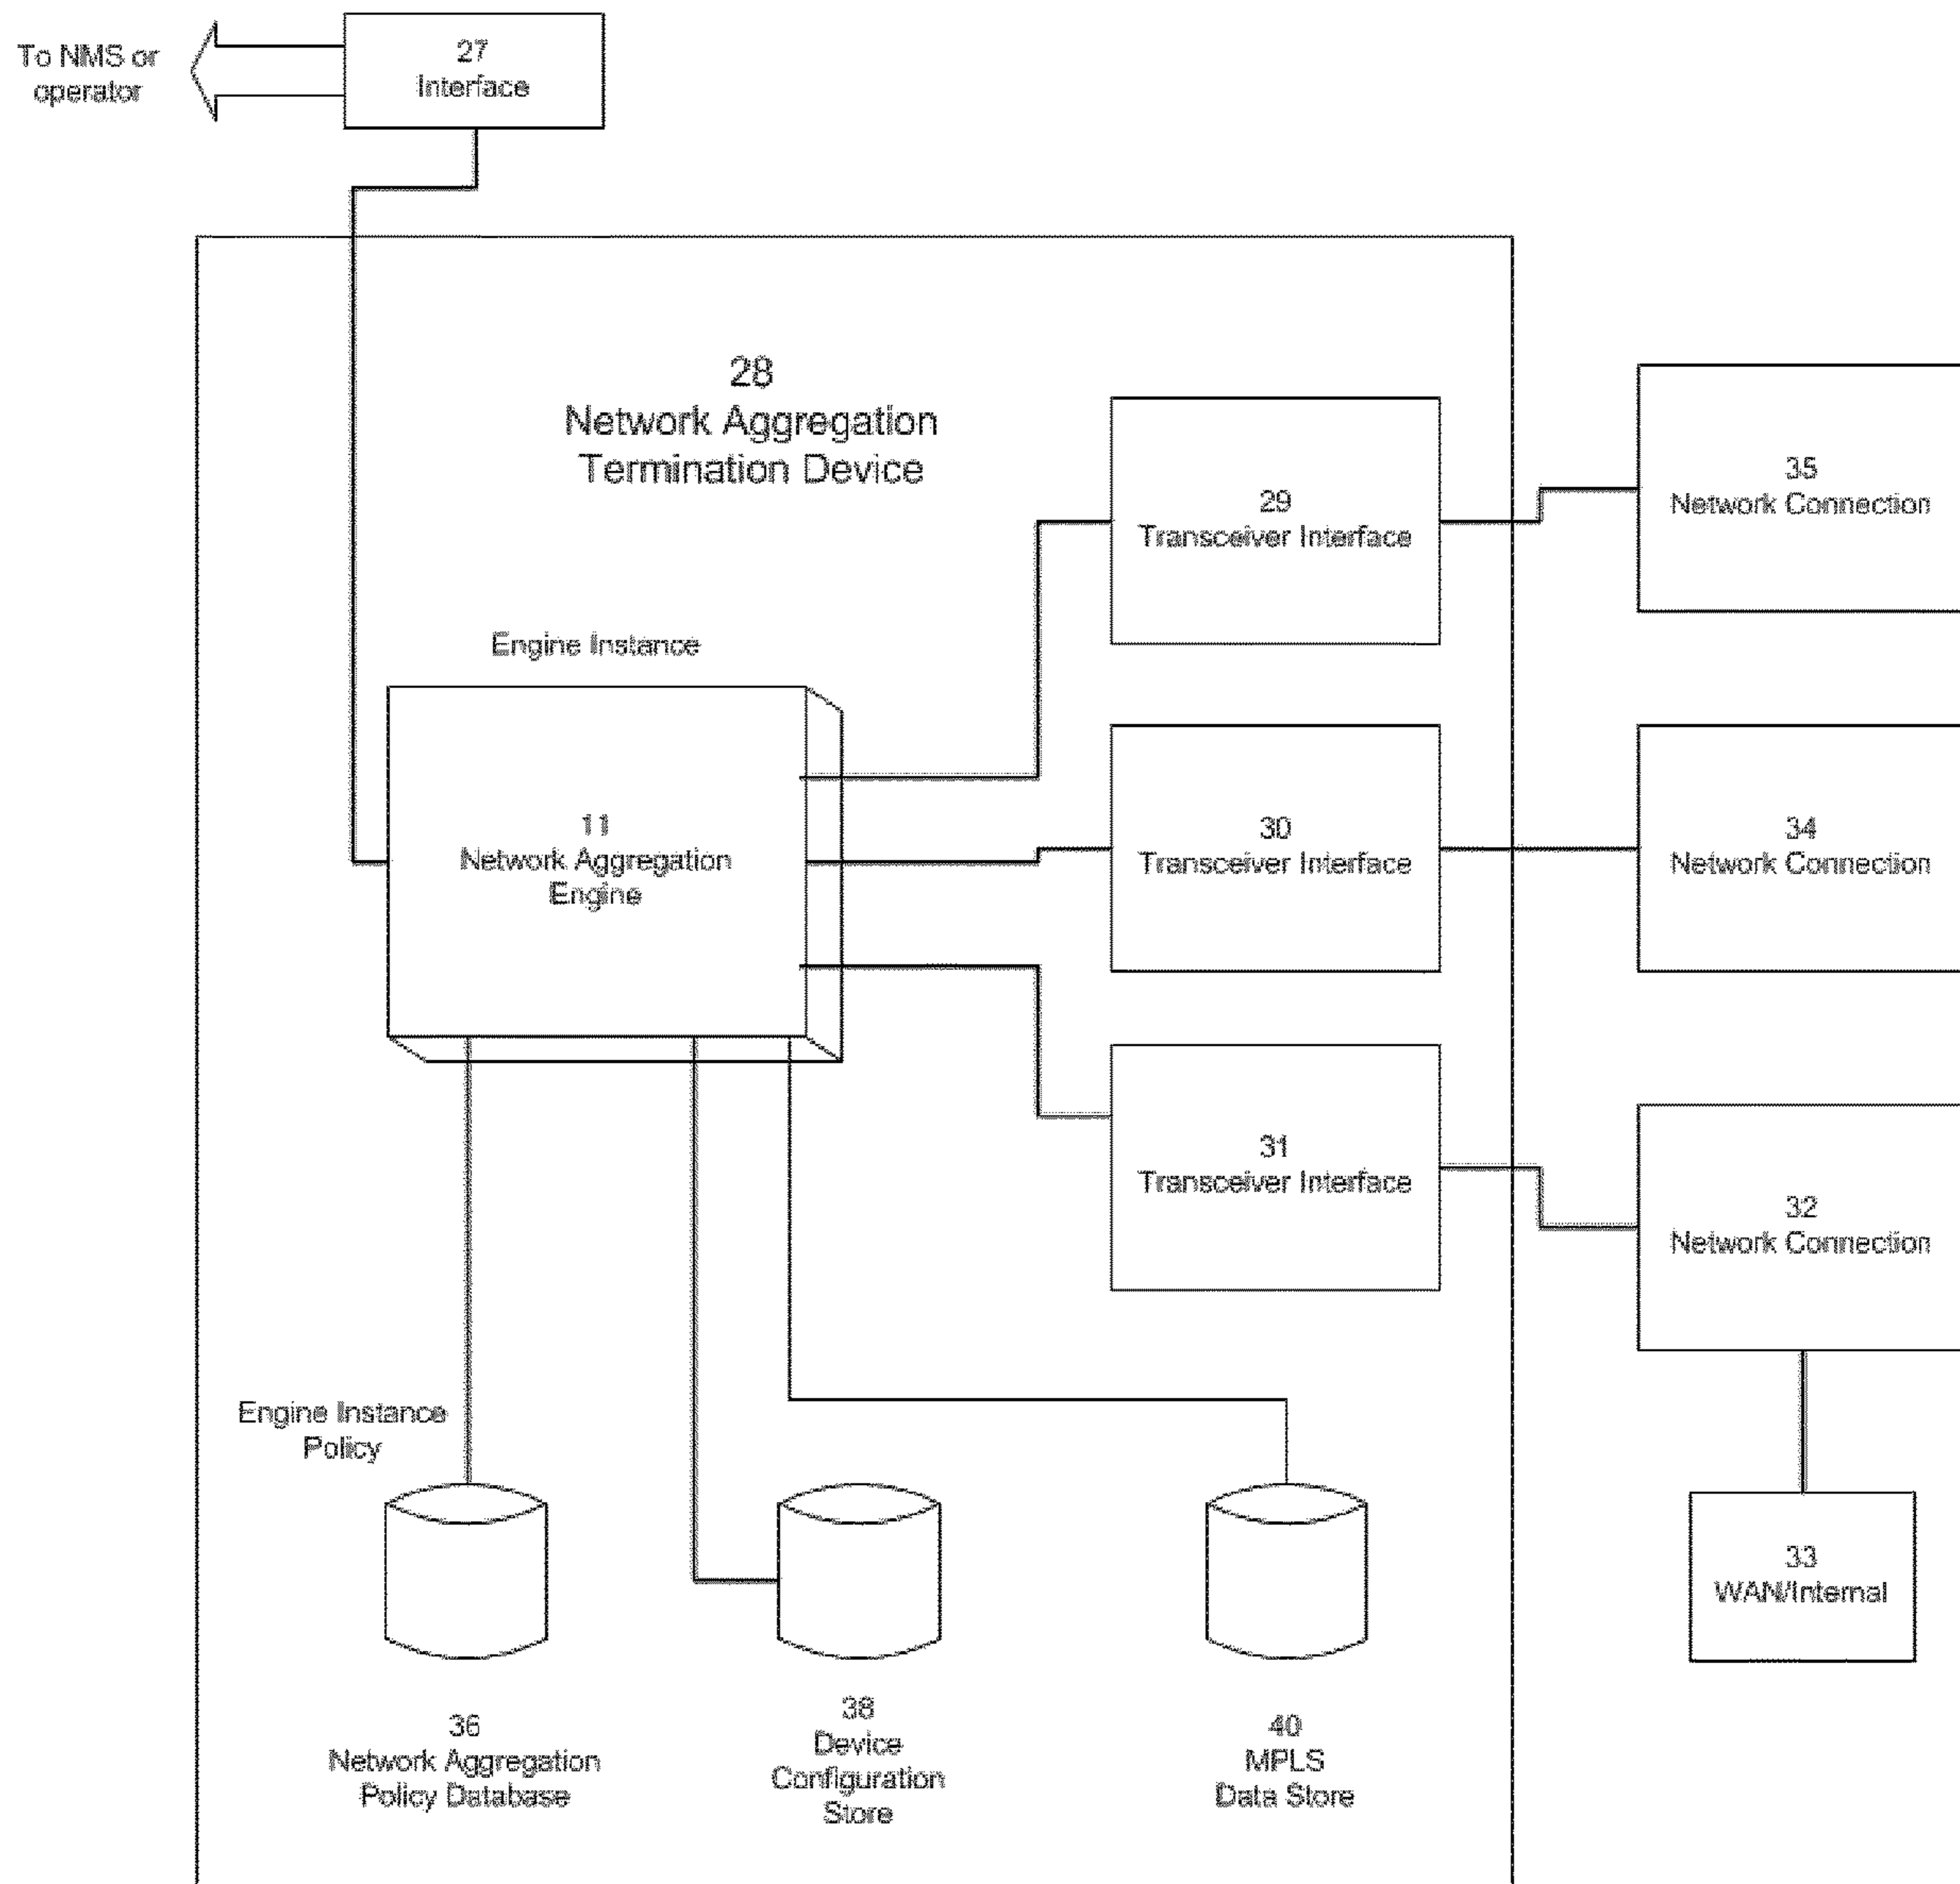 To NMS or
operator
27
Interface
28
Network Aggregation
Termination Device
29
Transceiver Interface
35
Network Connection
Engine Instance
11
Network Aggregation
Engine
30
Transceiver Interface
34
Network Connection
31
Transceiver Interface
32
Network Connection
Engine Instance
Policy
33
WAN/Internal
36
Network Aggregation
Policy Database
38
Device
Configuration
Store
40
MPLS
Data Store